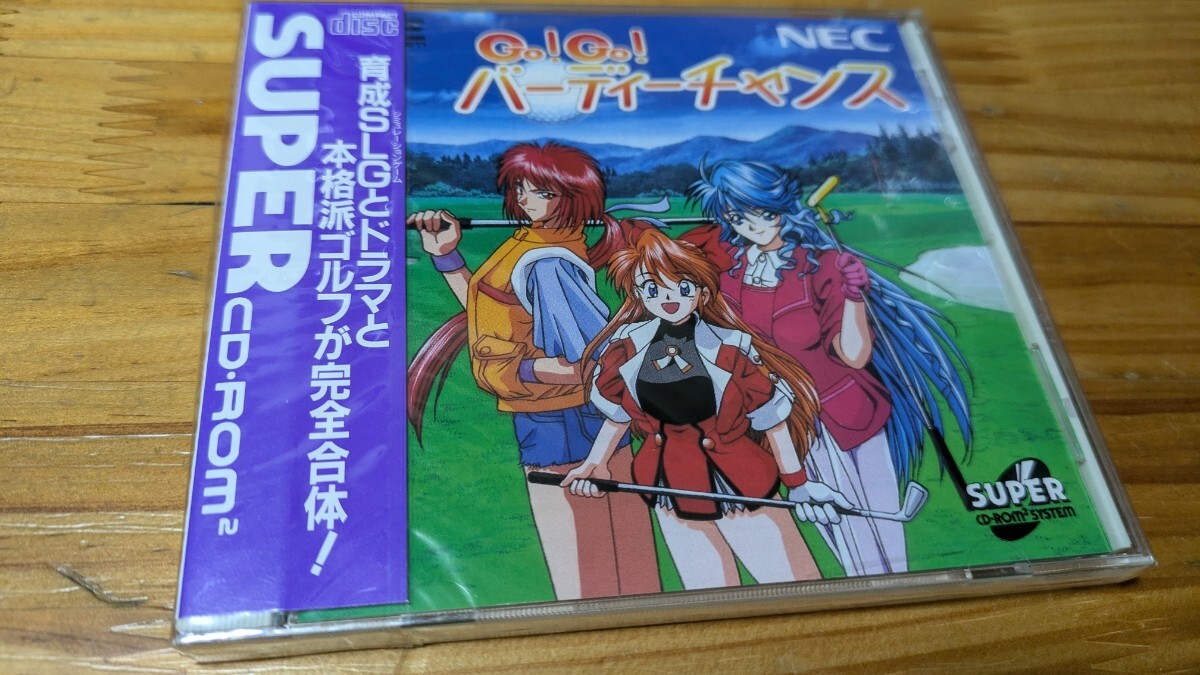 COMPACT
disc
SUPER
CD-ROM²
育成SLGとドラマと
シミュレーションゲーム
本格派ゴルフが完全合体!
Go! Go!
バーディーチャンス
NEC
SUPER
CD-ROM² SYSTEM